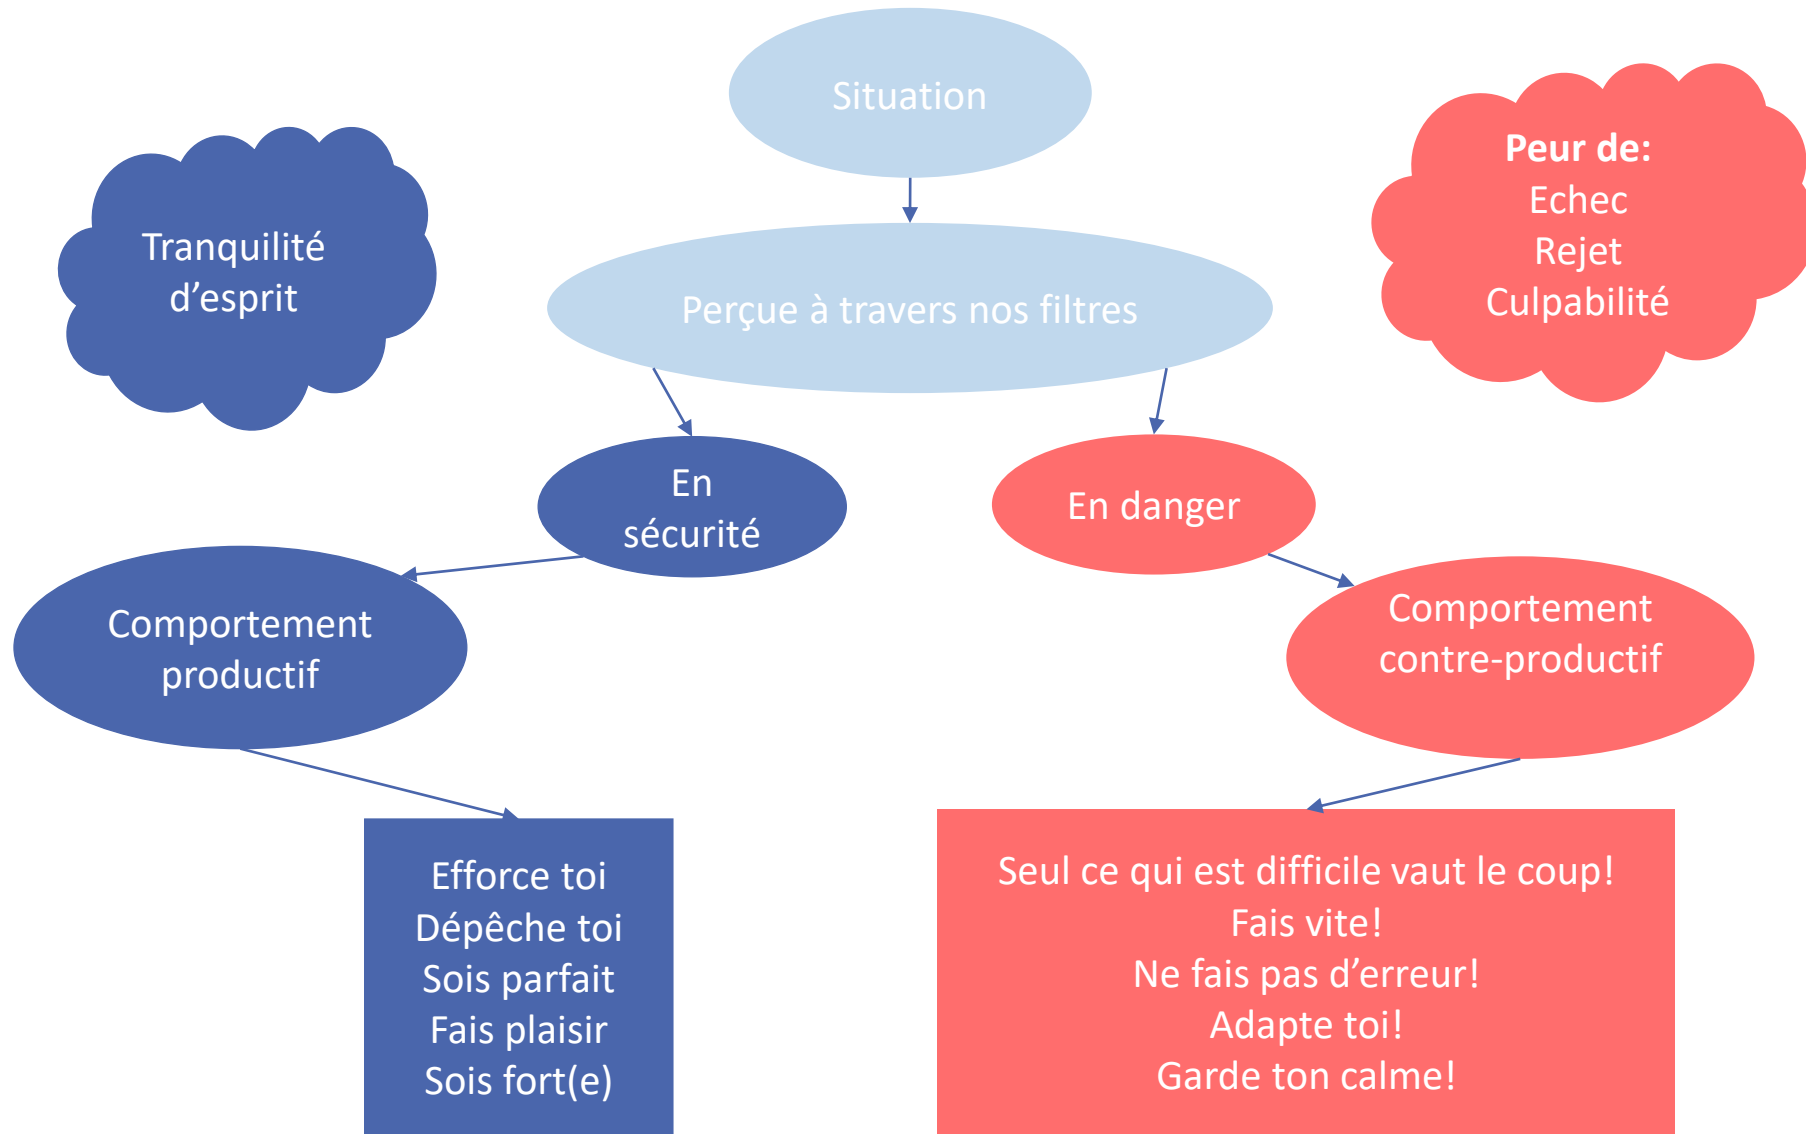 Situation
Peur de:
Echec
Rejet
Culpabilité
Tranquilité
d’esprit
Perçue à travers nos filtres
En
sécurité
En danger
Comportement
productif
Comportement
contre-productif
Efforce toi
Dépêche toi
Sois parfait
Fais plaisir
Sois fort(e)
Seul ce qui est difficile vaut le coup!
Fais vite!
Ne fais pas d’erreur!
Adapte toi!
Garde ton calme!